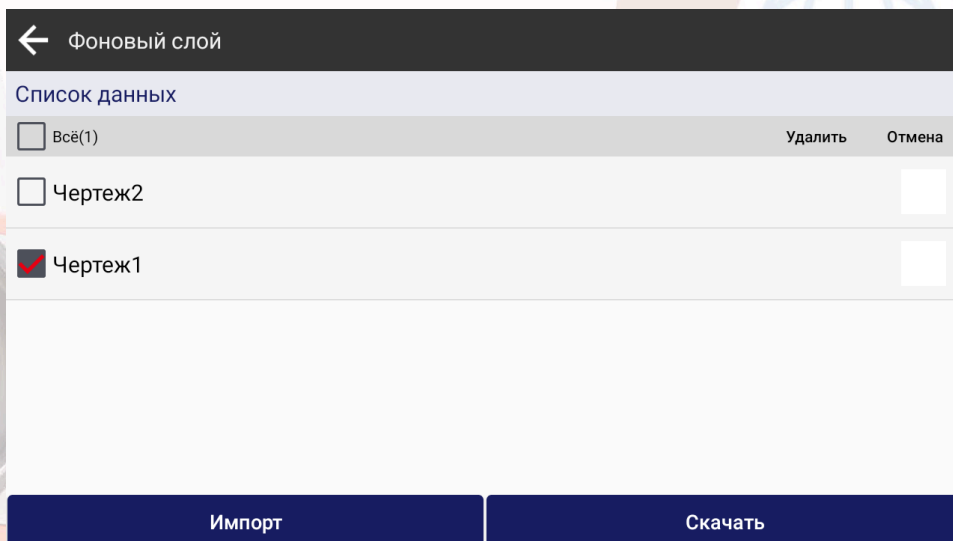 Фоновый слой
Список данных
Всё(1) Удалить Отмена
Чертеж2
Чертеж1
Импорт Скачать